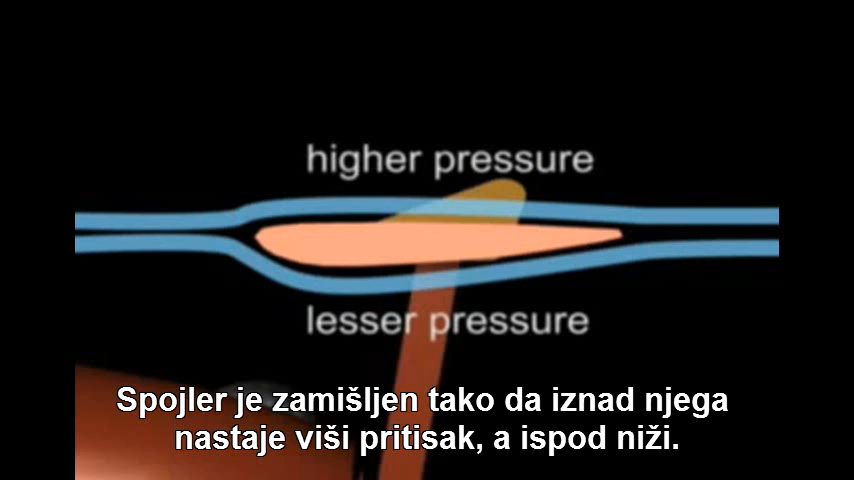 higher pressure
lesser pressure
Spojler je zamišljen tako da iznad njega
nastaje viši pritisak, a ispod niži.